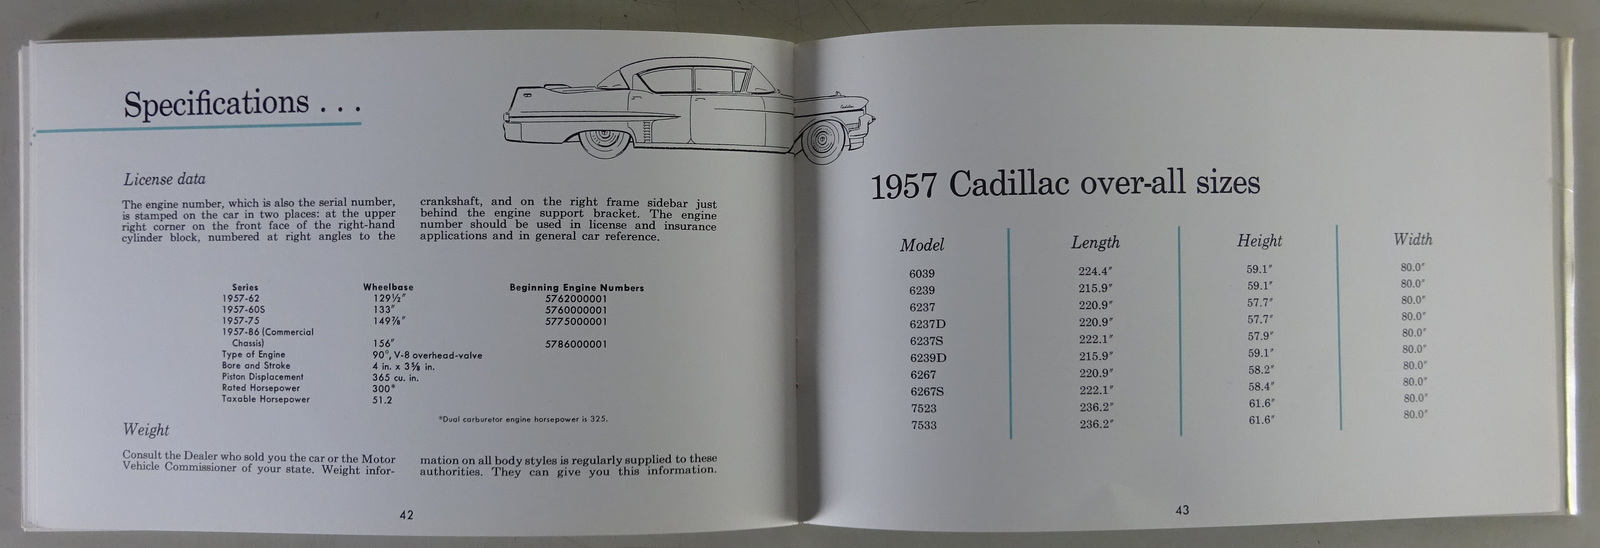 Specifications . . .
License data
The engine number, which is also the serial number,
is stamped on the car in two places: at the upper
right corner on the front face of the right-hand
cylinder block, numbered at right angles to the
crankshaft, and on the right frame sidebar just
behind the engine support bracket. The engine
number should be used in license and insurance
applications and in general car reference.
Series Wheelbase Beginning Engine Numbers
1957-62 129½" 5762000001
1957-60S 133" 5760000001
1957-75 149⅞" 5775000001
1957-86 (Commercial
Chassis) 156" 5786000001
Type of Engine 90°, V-8 overhead-valve
Bore and Stroke 4 in. x 3⅝ in.
Piston Displacement 365 cu. in.
Rated Horsepower 300*
Taxable Horsepower 51.2
*Dual carburetor engine horsepower is 325.
Weight
Consult the Dealer who sold you the car or the Motor
Vehicle Commissioner of your state. Weight infor-
mation on all body styles is regularly supplied to these
authorities. They can give you this information.
42
Cadillac
1957 Cadillac over-all sizes
Model Length Height Width
6039 224.4" 59.1" 80.0"
6239 215.9" 59.1" 80.0"
6237 220.9" 57.7" 80.0"
6237D 220.9" 57.7" 80.0"
6237S 222.1" 57.9" 80.0"
6239D 215.9" 59.1" 80.0"
6267 220.9" 58.2" 80.0"
6267S 222.1" 58.4" 80.0"
7523 236.2" 61.6" 80.0"
7533 236.2" 61.6" 80.0"
43